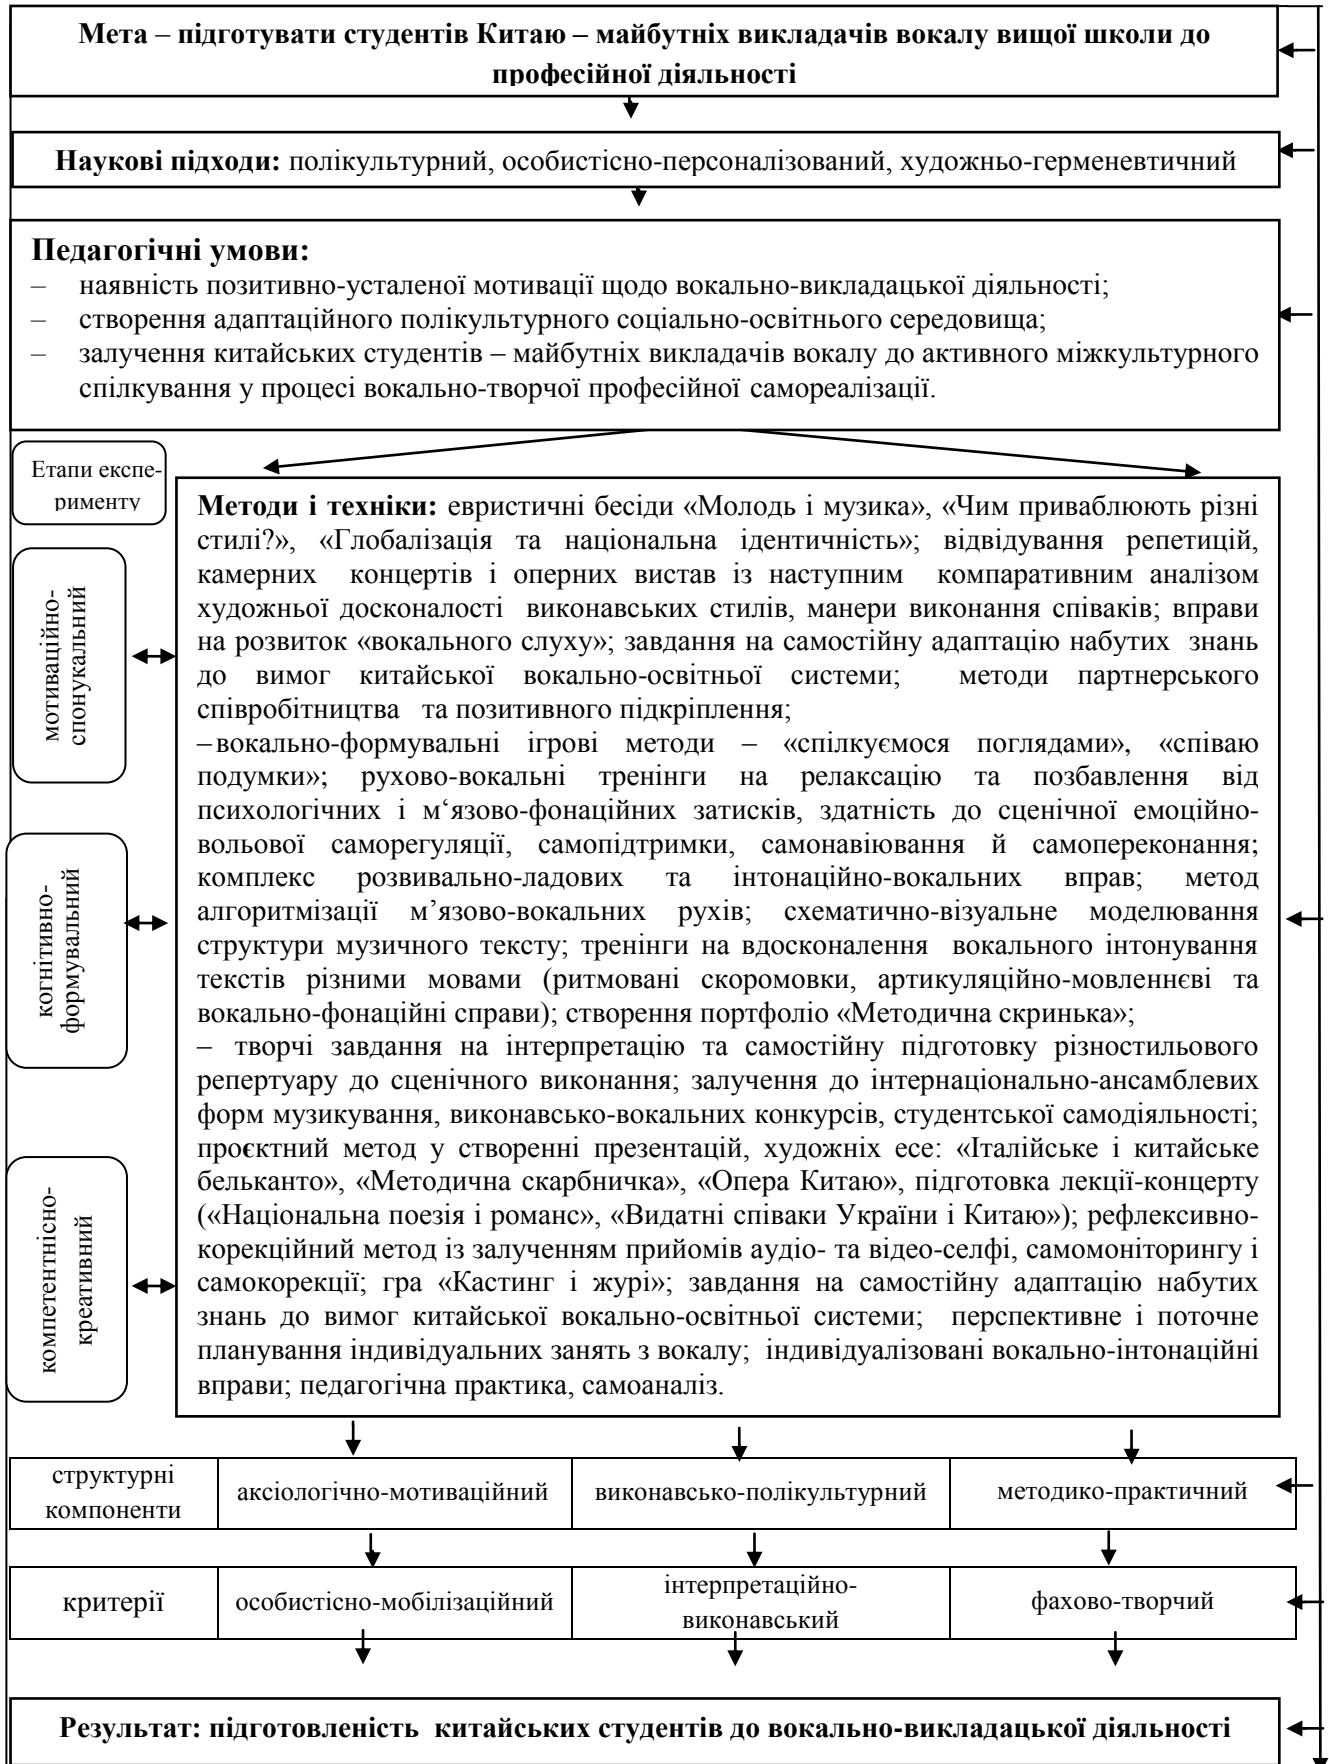 Мета – підготувати студентів Китаю – майбутніх викладачів вокалу вищої школи до
професійної діяльності
Наукові підходи: полікультурний, особистісно-персоналізований, художньо-герменевтичний
Педагогічні умови:
– наявність позитивно-усталеної мотивації щодо вокально-викладацької діяльності;
– створення адаптаційного полікультурного соціально-освітнього середовища;
– залучення китайських студентів – майбутніх викладачів вокалу до активного міжкультурного
спілкування у процесі вокально-творчої професійної самореалізації.
Етапи експе-
рименту
мотиваційно-
спонукальний
когнітивно-
формувальний
компетентнісно-
креативний
Методи і техніки: евристичні бесіди «Молодь і музика», «Чим приваблюють різні
стилі?», «Глобалізація та національна ідентичність»; відвідування репетицій,
камерних концертів і оперних вистав із наступним компаративним аналізом
художньої досконалості виконавських стилів, манери виконання співаків; вправи
на розвиток «вокального слуху»; завдання на самостійну адаптацію набутих знань
до вимог китайської вокально-освітньої системи; методи партнерського
співробітництва та позитивного підкріплення;
– вокально-формувальні ігрові методи – «спілкуємося поглядами», «співаю
подумки»; рухово-вокальні тренінги на релаксацію та позбавлення від
психологічних і м‘язово-фонаційних затисків, здатність до сценічної емоційно-
вольової саморегуляції, самопідтримки, самонавіювання й самопереконання;
комплекс розвивально-ладових та інтонаційно-вокальних вправ; метод
алгоритмізації м’язово-вокальних рухів; схематично-візуальне моделювання
структури музичного тексту; тренінги на вдосконалення вокального інтонування
текстів різними мовами (ритмовані скоромовки, артикуляційно-мовленнєві та
вокально-фонаційні справи); створення портфоліо «Методична скринька»;
– творчі завдання на інтерпретацію та самостійну підготовку різностильового
репертуару до сценічного виконання; залучення до інтернаціонально-ансамблевих
форм музикування, виконавсько-вокальних конкурсів, студентської самодіяльності;
проєктний метод у створенні презентацій, художніх есе: «Італійське і китайське
бельканто», «Методична скарбничка», «Опера Китаю», підготовка лекції-концерту
(«Національна поезія і романс», «Видатні співаки України і Китаю»); рефлексивно-
корекційний метод із залученням прийомів аудіо- та відео-селфі, самомоніторингу і
самокорекції; гра «Кастинг і журі»; завдання на самостійну адаптацію набутих
знань до вимог китайської вокально-освітньої системи; перспективне і поточне
планування індивідуальних занять з вокалу; індивідуалізовані вокально-інтонаційні
вправи; педагогічна практика, самоаналіз.
структурні
компоненти
аксіологічно-мотиваційний
виконавсько-полікультурний
методико-практичний
критерії
особистісно-мобілізаційний
інтерпретаційно-
виконавський
фахово-творчий
Результат: підготовленість китайських студентів до вокально-викладацької діяльності